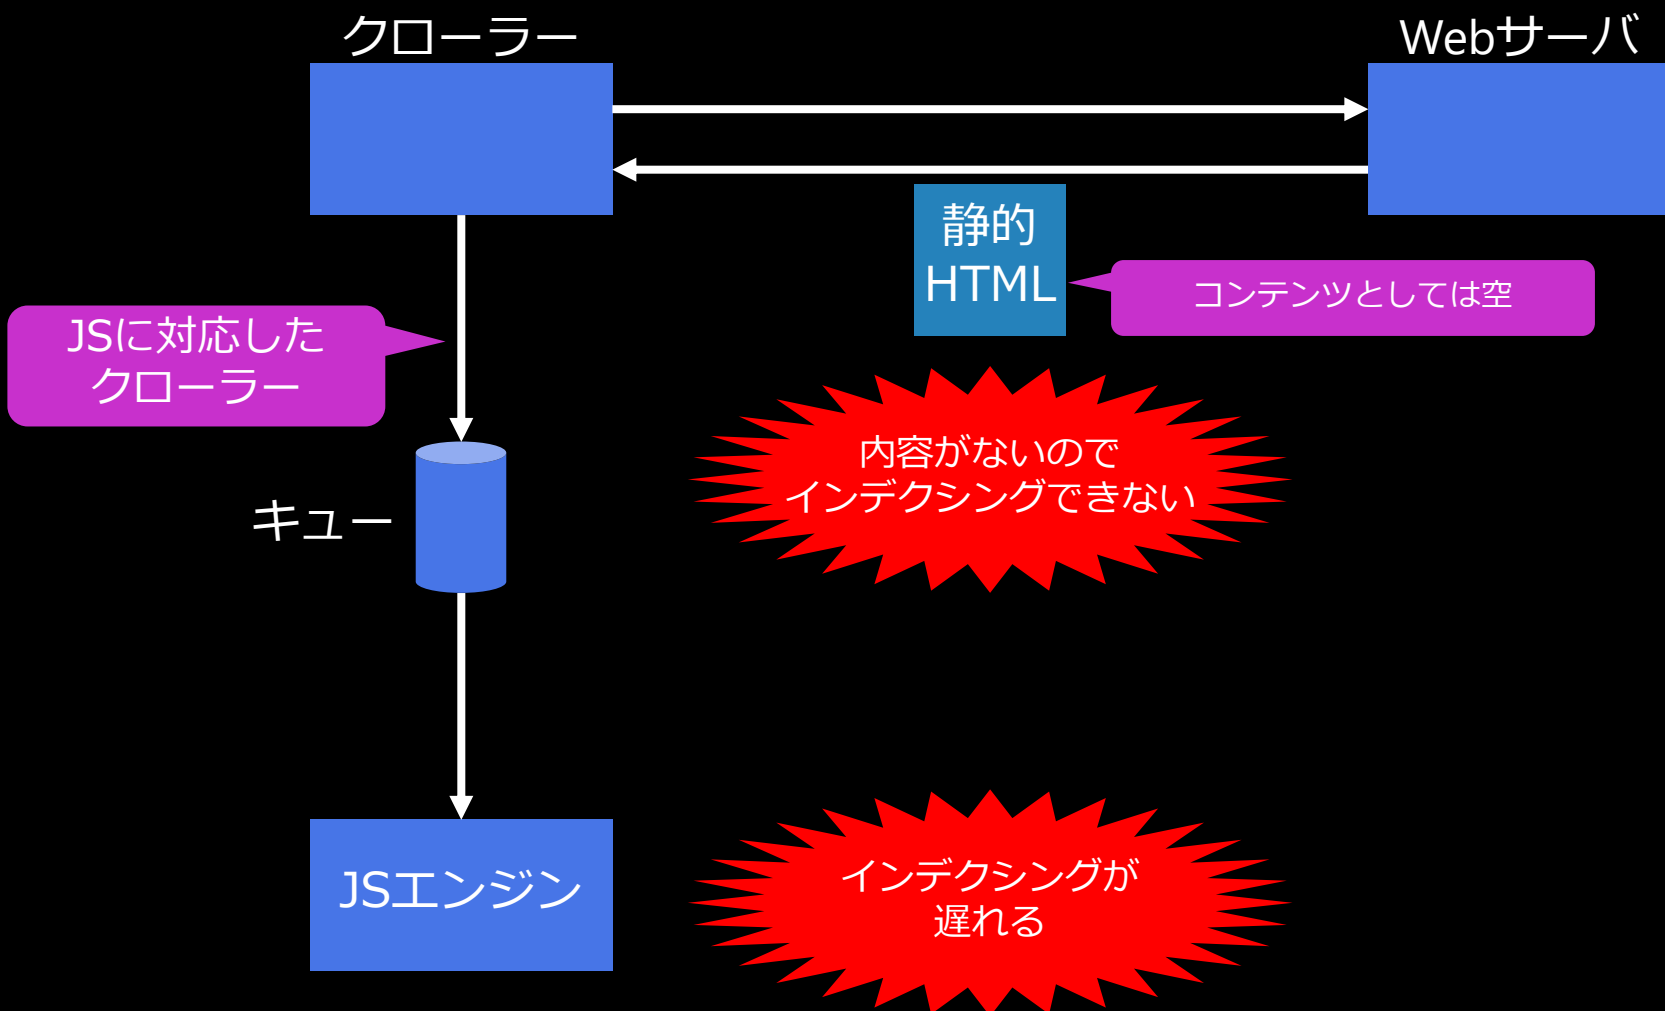 クローラー
Webサーバ
静的
HTML
コンテンツとしては空
JSに対応した
クローラー
内容がないので
インデクシングできない
キュー
JSエンジン
インデクシングが
遅れる